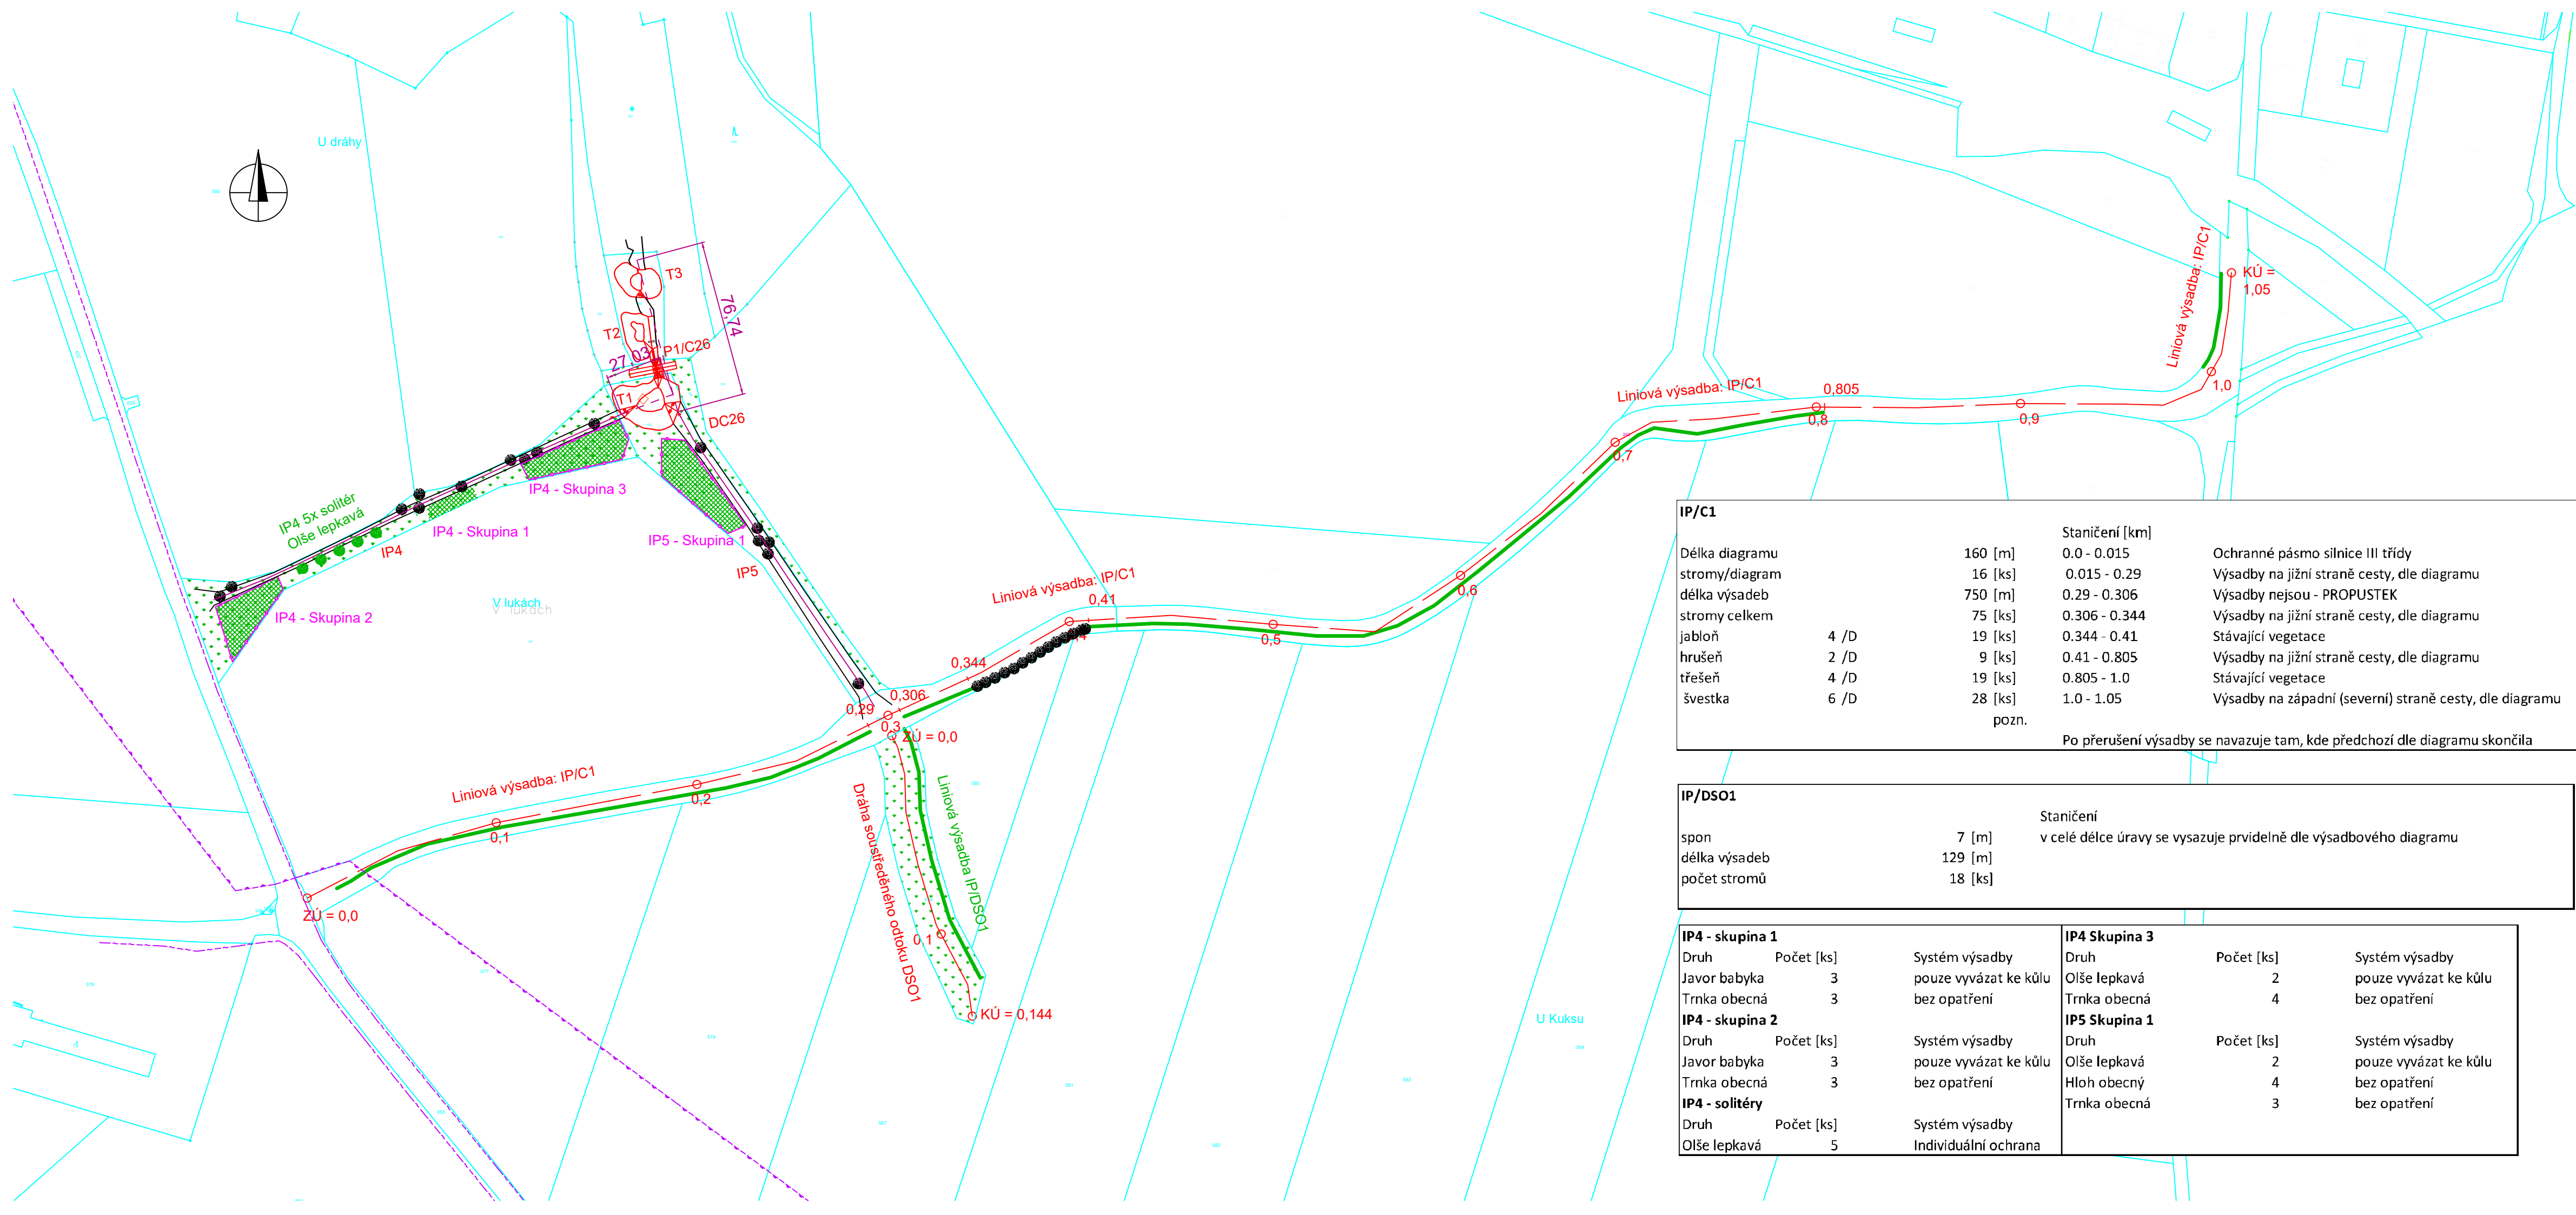 U dráhy
T3
76,74
T2
27,03
P1/C26
T1
DC26
IP4 - Skupina 3
IP4 5x solitér
Olše lepkavá
IP4
IP4 - Skupina 1
IP5 - Skupina 1
IP5
V lukách
V lukách
IP4 - Skupina 2
Liniová výsadba: IP/C1
KÚ =
1,05
1,0
Liniová výsadba: IP/C1
0,805
0,8
0,9
0,7
0,6
Liniová výsadba: IP/C1
0,41
0,5
0,344
0,306
0,29
0,3
ZÚ = 0,0
Liniová výsadba: IP/C1
0,2
0,1
ZÚ = 0,0
Dráha soustředěného odtoku DSO1
Liniová výsadba IP/DSO1
0,1
KÚ = 0,144
U Kuksu
IP/C1
Staničení [km]
Délka diagramu 160 [m] 0.0 - 0.015 Ochranné pásmo silnice III třídy
stromy/diagram 16 [ks] 0.015 - 0.29 Výsadby na jižní straně cesty, dle diagramu
délka výsadeb 750 [m] 0.29 - 0.306 Výsadby nejsou - PROPUSTEK
stromy celkem 75 [ks] 0.306 - 0.344 Výsadby na jižní straně cesty, dle diagramu
jabloň 4 /D 19 [ks] 0.344 - 0.41 Stávající vegetace
hrušeň 2 /D 9 [ks] 0.41 - 0.805 Výsadby na jižní straně cesty, dle diagramu
třešeň 4 /D 19 [ks] 0.805 - 1.0 Stávající vegetace
švestka 6 /D 28 [ks] 1.0 - 1.05 Výsadby na západní (severní) straně cesty, dle diagramu
pozn.
Po přerušení výsadby se navazuje tam, kde předchozí dle diagramu skončila
IP/DSO1
Staničení
spon 7 [m] v celé délce úravy se vysazuje prvidelně dle výsadbového diagramu
délka výsadeb 129 [m]
počet stromů 18 [ks]
IP4 - skupina 1
Druh Počet [ks] Systém výsadby
Javor babyka 3 pouze vyvázat ke kůlu
Trnka obecná 3 bez opatření
IP4 - skupina 2
Druh Počet [ks] Systém výsadby
Javor babyka 3 pouze vyvázat ke kůlu
Trnka obecná 3 bez opatření
IP4 - solitéry
Druh Počet [ks] Systém výsadby
Olše lepkavá 5 Individuální ochrana
IP4 Skupina 3
Druh Počet [ks] Systém výsadby
Olše lepkavá 2 pouze vyvázat ke kůlu
Trnka obecná 4 bez opatření
IP5 Skupina 1
Druh Počet [ks] Systém výsadby
Olše lepkavá 2 pouze vyvázat ke kůlu
Hloh obecný 4 bez opatření
Trnka obecná 3 bez opatření